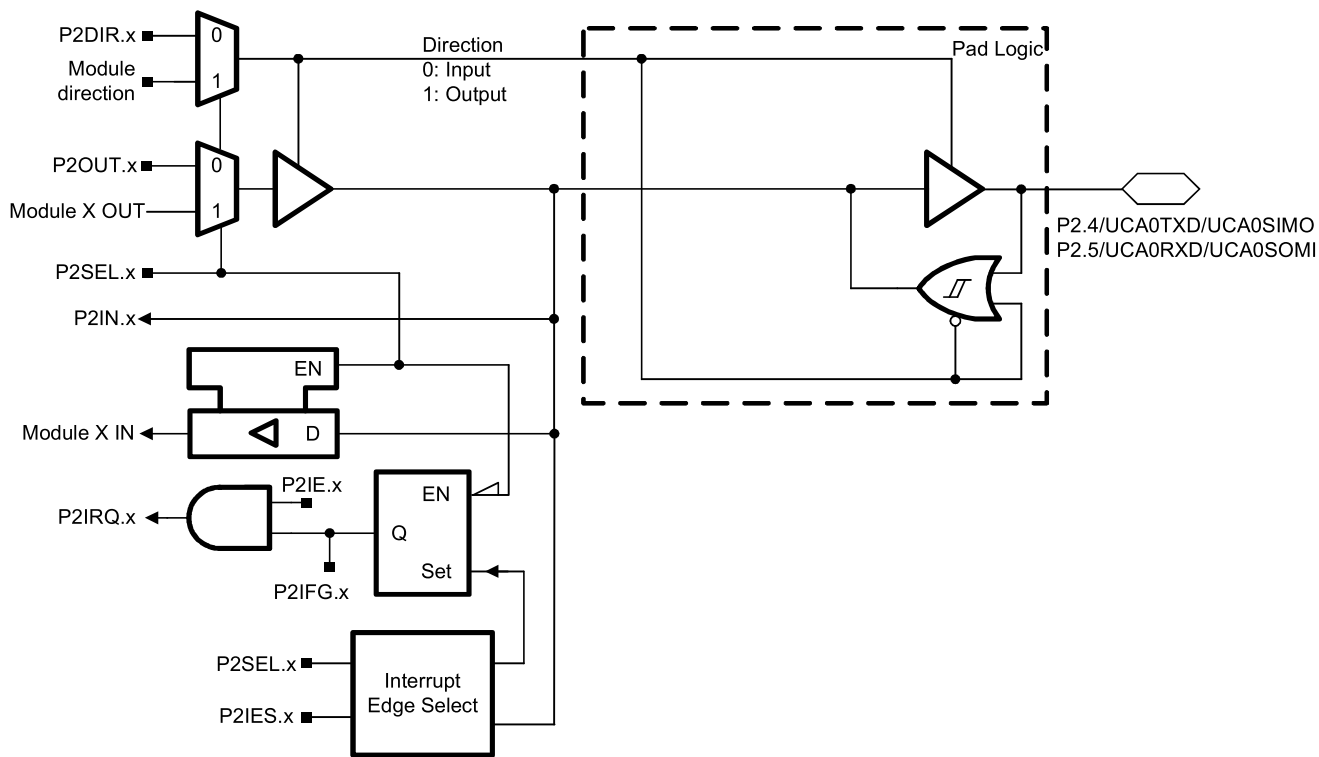 P2DIR.x
0
Module
direction
1
Direction
0: Input
1: Output
Pad Logic
P2OUT.x
0
Module X OUT
1
P2.4/UCA0TXD/UCA0SIMO
P2.5/UCA0RXD/UCA0SOMI
P2SEL.x
P2IN.x
EN
Module X IN
D
P2IE.x
EN
P2IRQ.x
Q
Set
P2IFG.x
P2SEL.x
Interrupt
Edge Select
P2IES.x